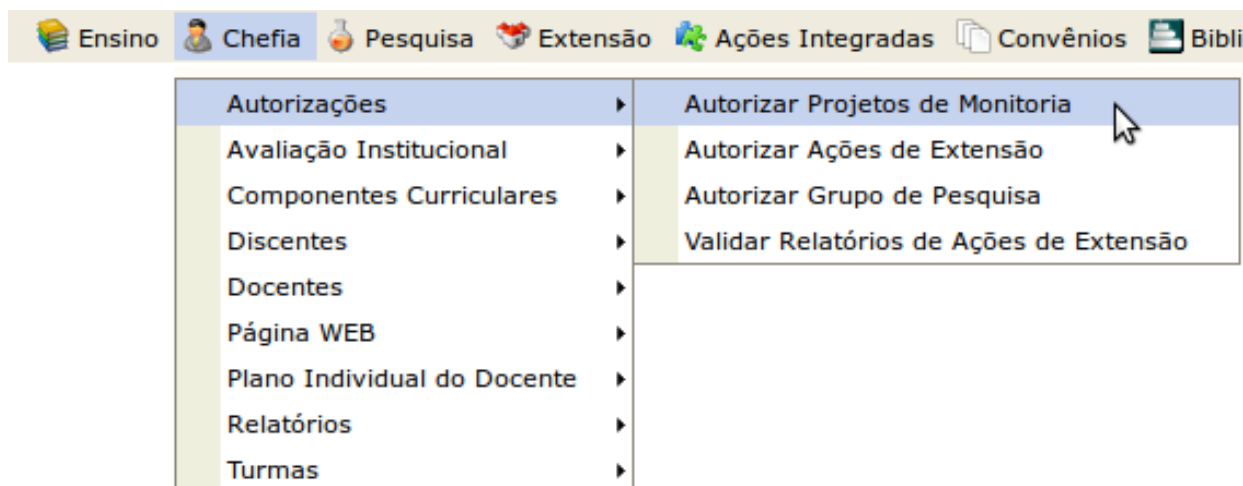 Ensino Chefia Pesquisa Extensão Ações Integradas Convênios Bibli
Autorizações Autorizar Projetos de Monitoria
Avaliação Institucional Autorizar Ações de Extensão
Componentes Curriculares Autorizar Grupo de Pesquisa
Discentes Validar Relatórios de Ações de Extensão
Docentes
Página WEB
Plano Individual do Docente
Relatórios
Turmas